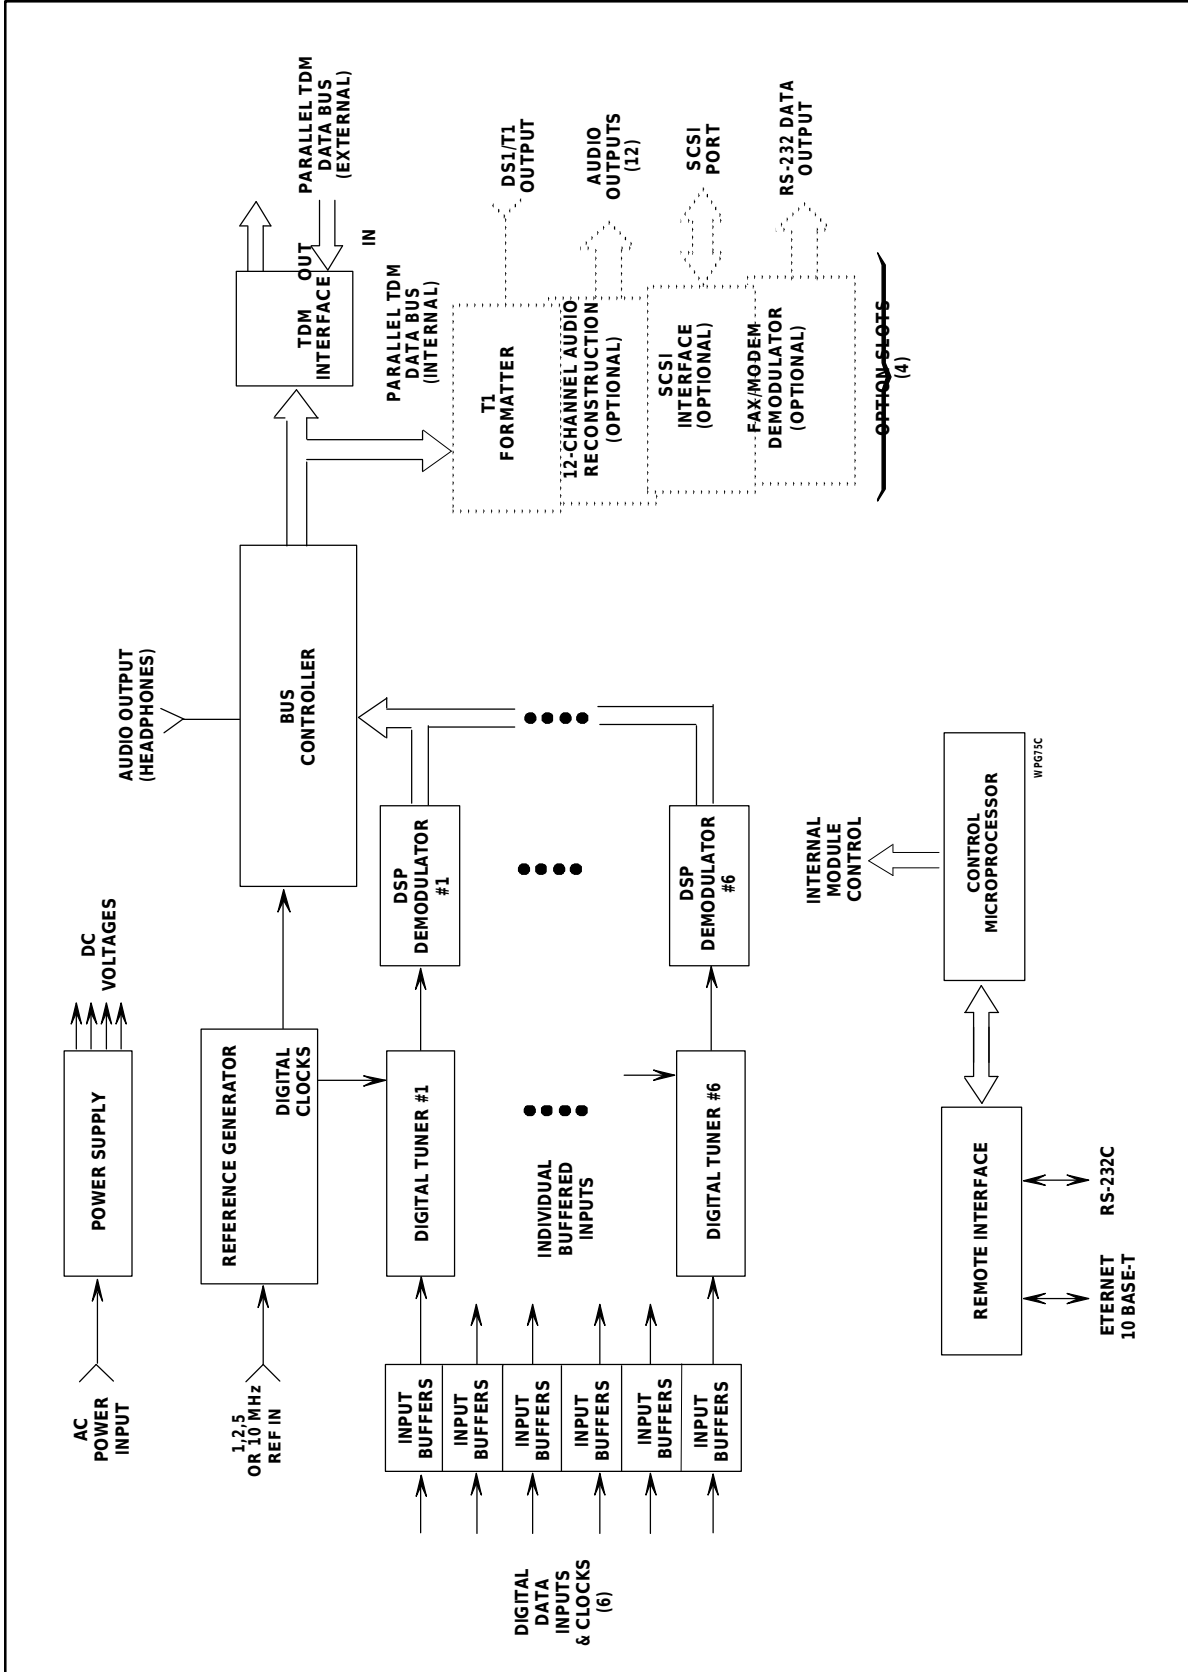 AC
POWER
INPUT
POWER SUPPLY
DC
VOLTAGES
1,2,5
OR 10 MHz
REF IN
REFERENCE GENERATOR
DIGITAL
CLOCKS
AUDIO OUTPUT
(HEADPHONES)
BUS
CONTROLLER
TDM
INTERFACE
OUT
IN
PARALLEL TDM
DATA BUS
(EXTERNAL)
PARALLEL TDM
DATA BUS
(INTERNAL)
DIGITAL
DATA
INPUTS
& CLOCKS
(6)
INPUT
BUFFERS
INPUT
BUFFERS
INPUT
BUFFERS
INPUT
BUFFERS
INPUT
BUFFERS
INPUT
BUFFERS
INDIVIDUAL
BUFFERED
INPUTS
DIGITAL TUNER #1
DIGITAL TUNER #6
DSP
DEMODULATOR
#1
DSP
DEMODULATOR
#6
T1
FORMATTER
DS1/T1
OUTPUT
12-CHANNEL AUDIO
RECONSTRUCTION
(OPTIONAL)
AUDIO
OUTPUTS
(12)
SCSI
INTERFACE
(OPTIONAL)
SCSI
PORT
FAX/MODEM
DEMODULATOR
(OPTIONAL)
RS-232 DATA
OUTPUT
OPTION SLOTS
(4)
INTERNAL
MODULE
CONTROL
CONTROL
MICROPROCESSOR
WPG75C
REMOTE INTERFACE
ETERNET
10 BASE-T
RS-232C